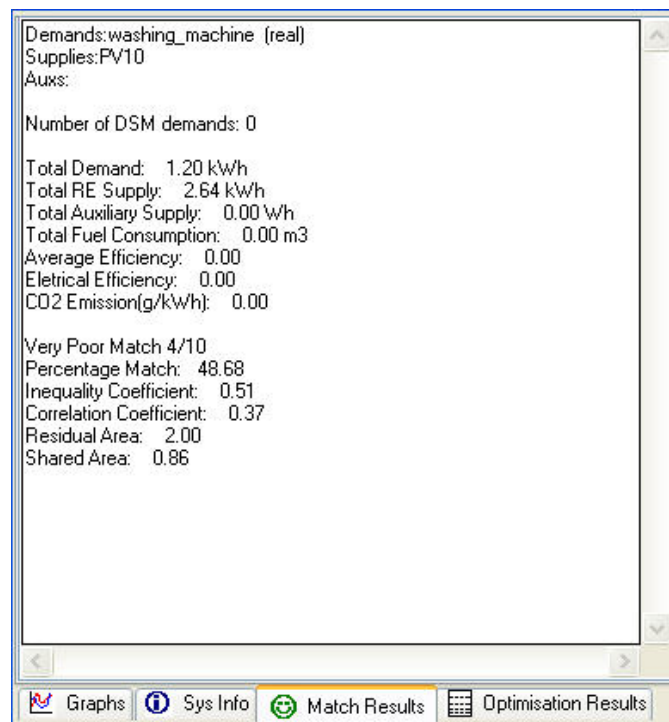 Demands:washing_machine (real)
Supplies:PV10
Auxs:
Number of DSM demands: 0
Total Demand: 1.20 kWh
Total RE Supply: 2.64 kWh
Total Auxiliary Supply: 0.00 Wh
Total Fuel Consumption: 0.00 m3
Average Efficiency: 0.00
Eletrical Efficiency: 0.00
CO2 Emission(g/kWh): 0.00
Very Poor Match 4/10
Percentage Match: 48.68
Inequality Coefficient: 0.51
Correlation Coefficient: 0.37
Residual Area: 2.00
Shared Area: 0.86
Graphs Sys Info Match Results Optimisation Results